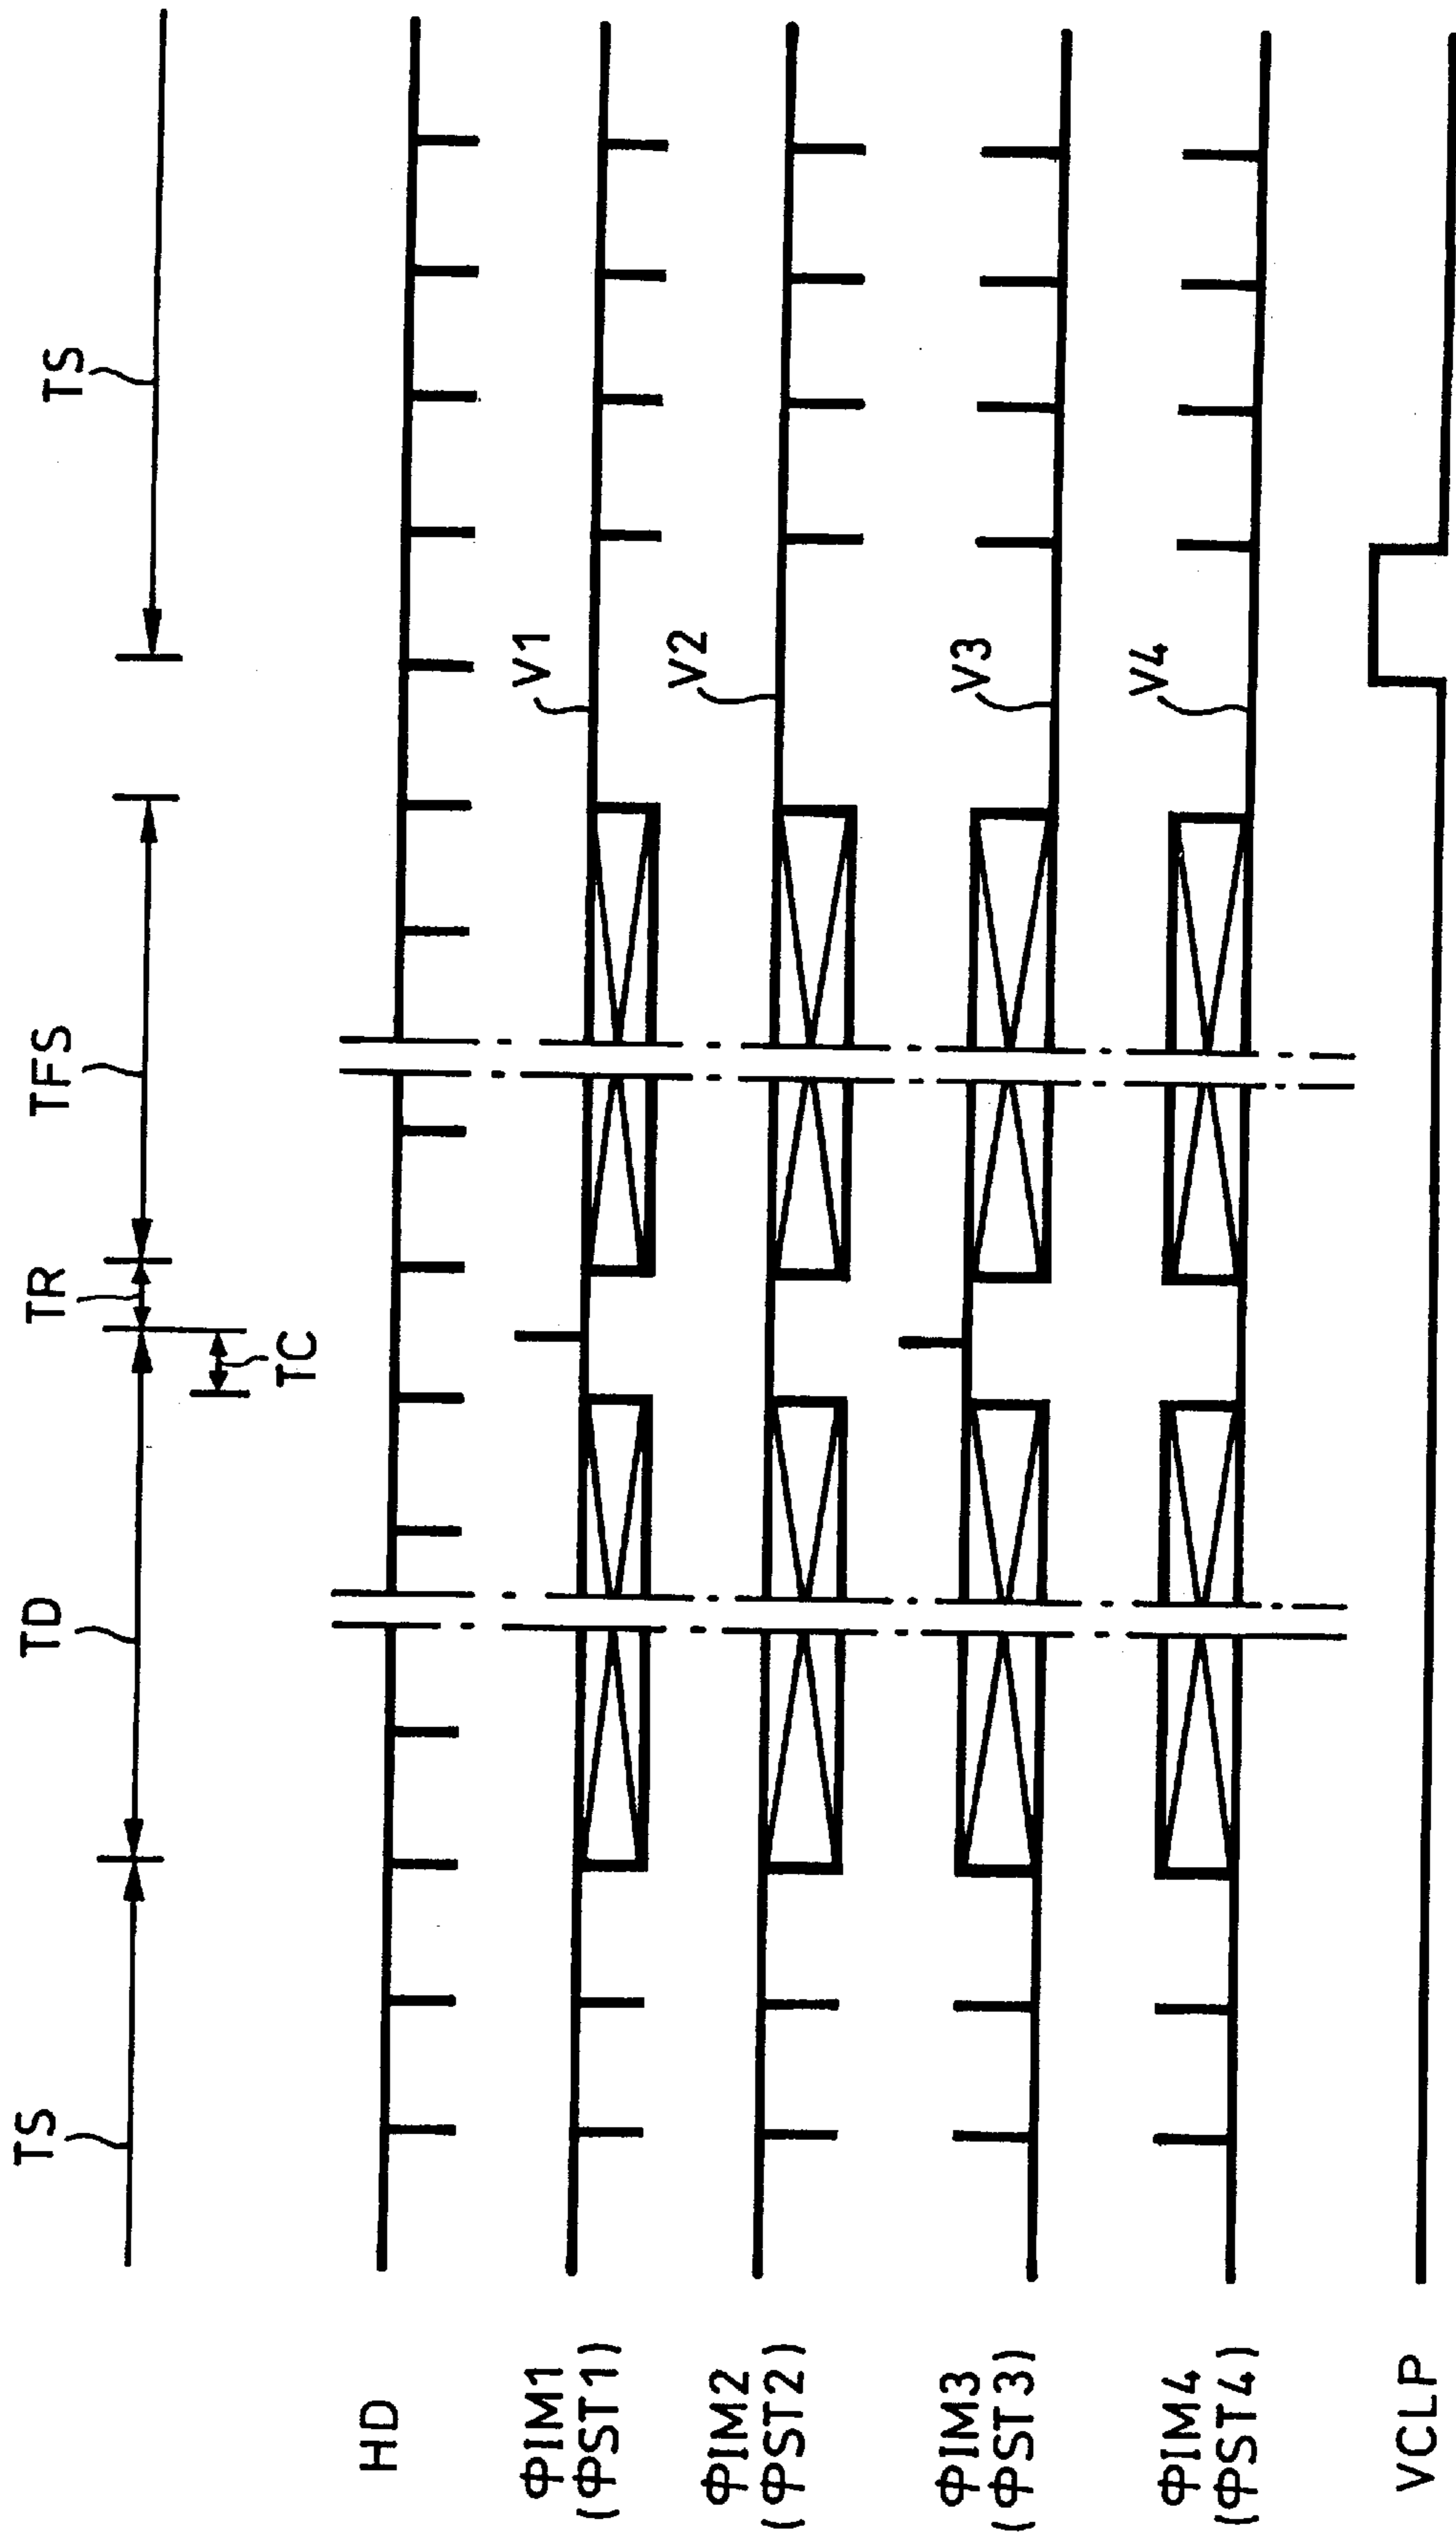 TS
TD
TR
TFS
TS
TC
HD
ΦIM1
(ΦST1)
V1
ΦIM2
(ΦST2)
V2
ΦIM3
(ΦST3)
V3
ΦIM4
(ΦST4)
V4
VCLP